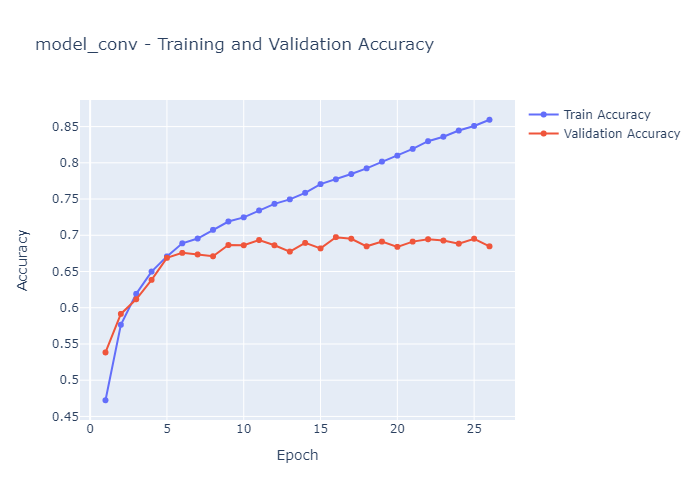 model_conv - Training and Validation Accuracy
Train Accuracy
Validation Accuracy
0.85
0.8
0.75
0.7
0.65
0.6
0.55
0.5
0.45
Accuracy
0 5 10 15 20 25
Epoch